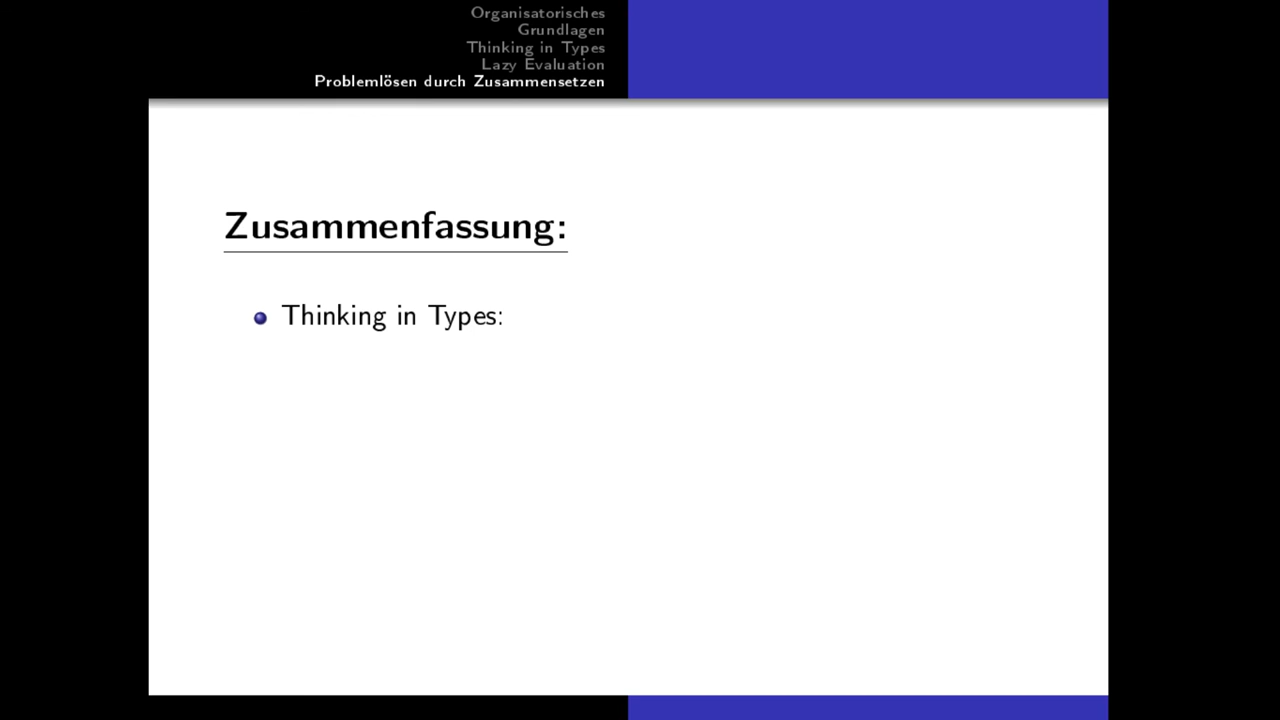 Organisatorisches
Grundlagen
Thinking in Types
Lazy Evaluation
Problemlösen durch Zusammensetzen
Zusammenfassung:
Thinking in Types: